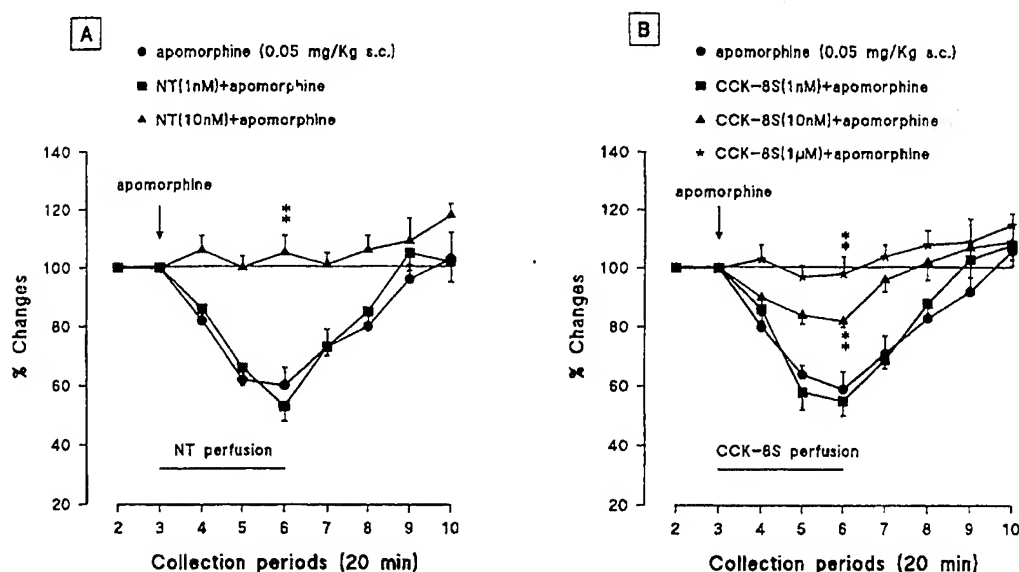 A
● apomorphine (0.05 mg/Kg s.c.)
■ NT(1nM)+apomorphine
▲ NT(10nM)+apomorphine
140
120
100
80
60
40
20
% Changes
apomorphine
**
NT perfusion
2 3 4 5 6 7 8 9 10
Collection periods (20 min)
B
● apomorphine (0.05 mg/Kg s.c.)
■ CCK-8S(1nM)+apomorphine
▲ CCK-8S(10nM)+apomorphine
★ CCK-8S(1μM)+apomorphine
140
120
100
80
60
40
20
% Changes
apomorphine
**
**
CCK-8S perfusion
2 3 4 5 6 7 8 9 10
Collection periods (20 min)